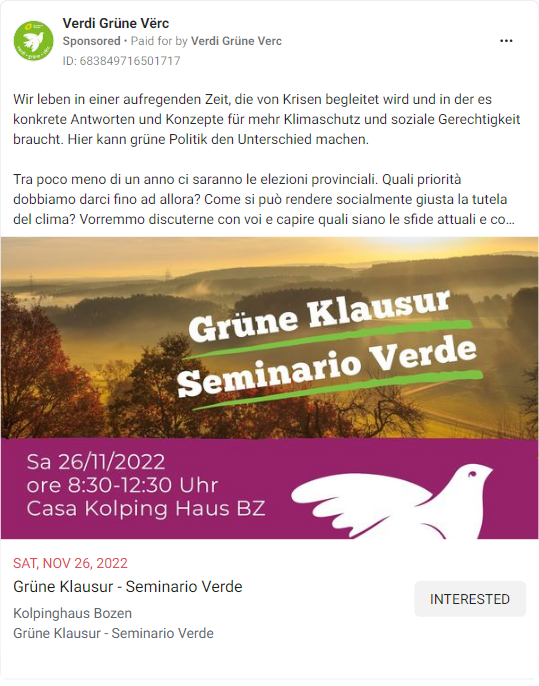 Verdi Grüne Vërc
Sponsored • Paid for by Verdi Grüne Verc
ID: 683849716501717
Wir leben in einer aufregenden Zeit, die von Krisen begleitet wird und in der es
konkrete Antworten und Konzepte für mehr Klimaschutz und soziale Gerechtigkeit
braucht. Hier kann grüne Politik den Unterschied machen.
Tra poco meno di un anno ci saranno le elezioni provinciali. Quali priorità
dobbiamo darci fino ad allora? Come si può rendere socialmente giusta la tutela
del clima? Vorremmo discuterne con voi e capire quali siano le sfide attuali e co…
Grüne Klausur
Seminario Verde
Sa 26/11/2022
ore 8:30-12:30 Uhr
Casa Kolping Haus BZ
SAT, NOV 26, 2022
Grüne Klausur - Seminario Verde
INTERESTED
Kolpinghaus Bozen
Grüne Klausur - Seminario Verde